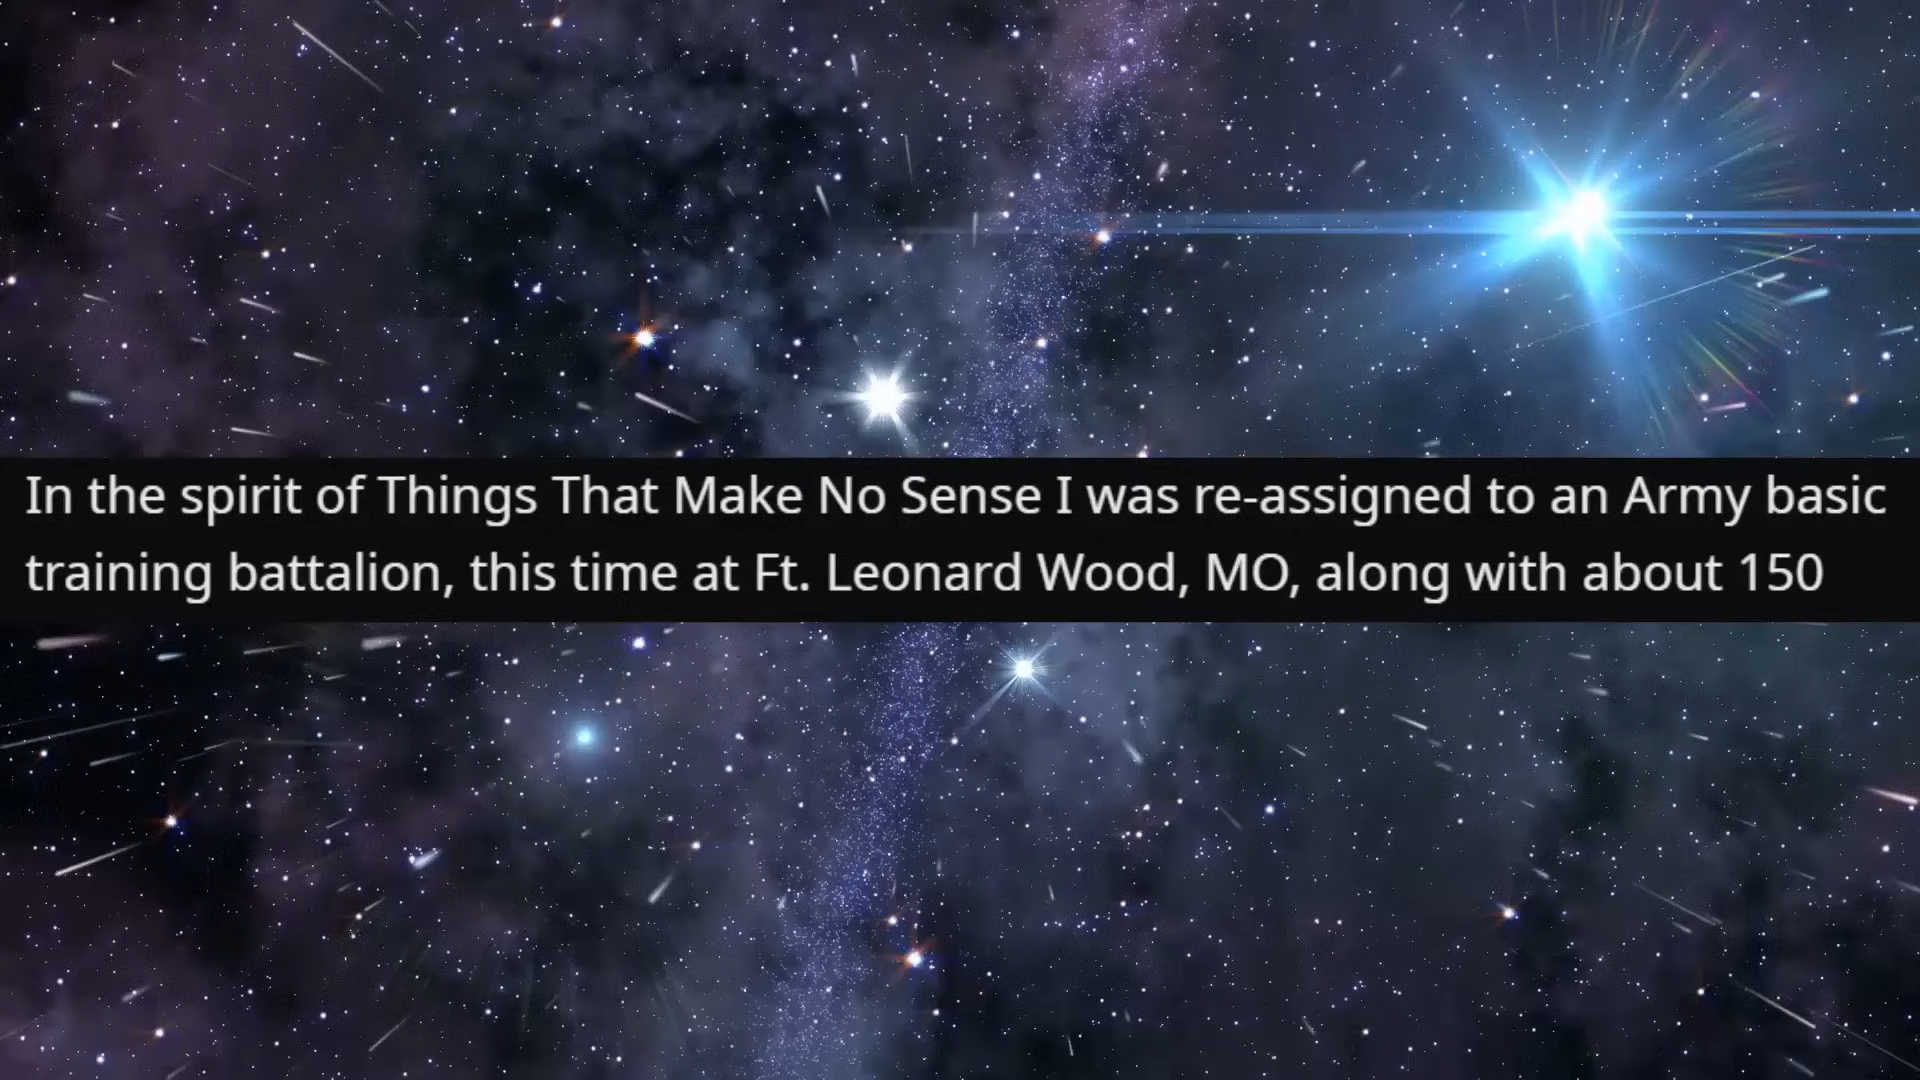 In the spirit of Things That Make No Sense I was re-assigned to an Army basic
training battalion, this time at Ft. Leonard Wood, MO, along with about 150